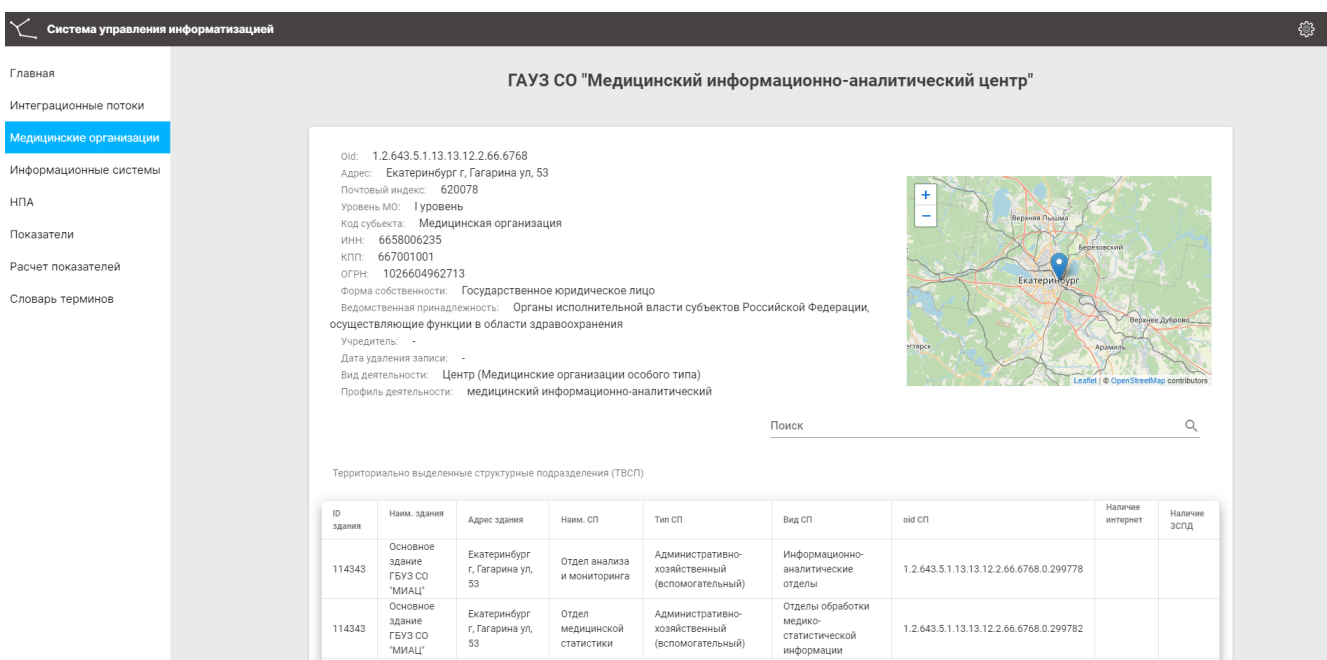 Система управления информатизацией
Главная
Интеграционные потоки
Медицинские организации
Информационные системы
НПА
Показатели
Расчет показателей
Словарь терминов
ГАУЗ СО "Медицинский информационно-аналитический центр"
Oid: 1.2.643.5.1.13.13.12.2.66.6768
Адрес: Екатеринбург г, Гагарина ул, 53
Почтовый индекс: 620078
Уровень МО: I уровень
Код субьекта: Медицинская организация
ИНН: 6658006235
КПП: 667001001
ОГРН: 1026604962713
Форма собственности: Государственное юридическое лицо
Ведомственная принадлежность: Органы исполнительной власти субъектов Российской Федерации,
осуществляющие функции в области здравоохранения
Учредитель: -
Дата удаления записи: -
Вид деятельности: Центр (Медицинские организации особого типа)
Профиль деятельности: медицинский информационно-аналитический
+
−
Верхняя Пышма
Березовский
Екатеринбург
Верхнее Дуброво
Арамиль
Leaflet | © OpenStreetMap contributors
Поиск
Территориально выделенные структурные подразделения (ТВСП)
ID здания
Наим. здания
Адрес здания
Наим. СП
Тип СП
Вид СП
oid СП
Наличие интернет
Наличие ЗСПД
114343
Основное
здание
ГБУЗ СО
"МИАЦ"
Екатеринбург
г, Гагарина ул,
53
Отдел анализа
и мониторинга
Административно-
хозяйственный
(вспомогательный)
Информационно-
аналитические
отделы
1.2.643.5.1.13.13.12.2.66.6768.0.299778
114343
Основное
здание
ГБУЗ СО
"МИАЦ"
Екатеринбург
г, Гагарина ул,
53
Отдел
медицинской
статистики
Административно-
хозяйственный
(вспомогательный)
Отделы обработки
медико-
статистической
информации
1.2.643.5.1.13.13.12.2.66.6768.0.299782